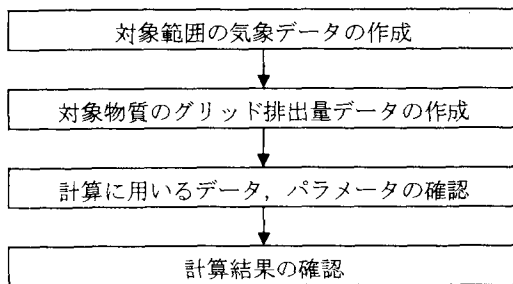 対象範囲の気象データの作成
対象物質のグリッド排出量データの作成
計算に用いるデータ，パラメータの確認
計算結果の確認